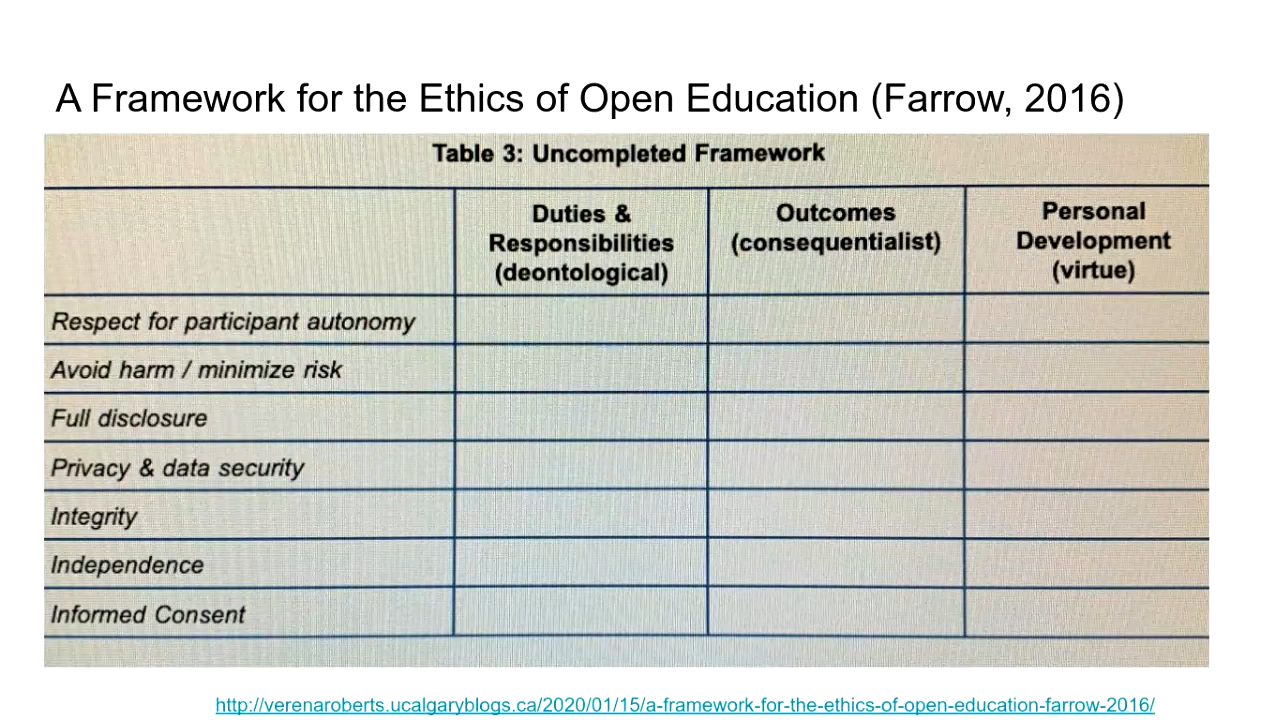 A Framework for the Ethics of Open Education (Farrow, 2016)
Table 3: Uncompleted Framework
Duties &
Responsibilities
(deontological)
Outcomes
(consequentialist)
Personal
Development
(virtue)
Respect for participant autonomy
Avoid harm / minimize risk
Full disclosure
Privacy & data security
Integrity
Independence
Informed Consent
http://verenaroberts.ucalgaryblogs.ca/2020/01/15/a-framework-for-the-ethics-of-open-education-farrow-2016/